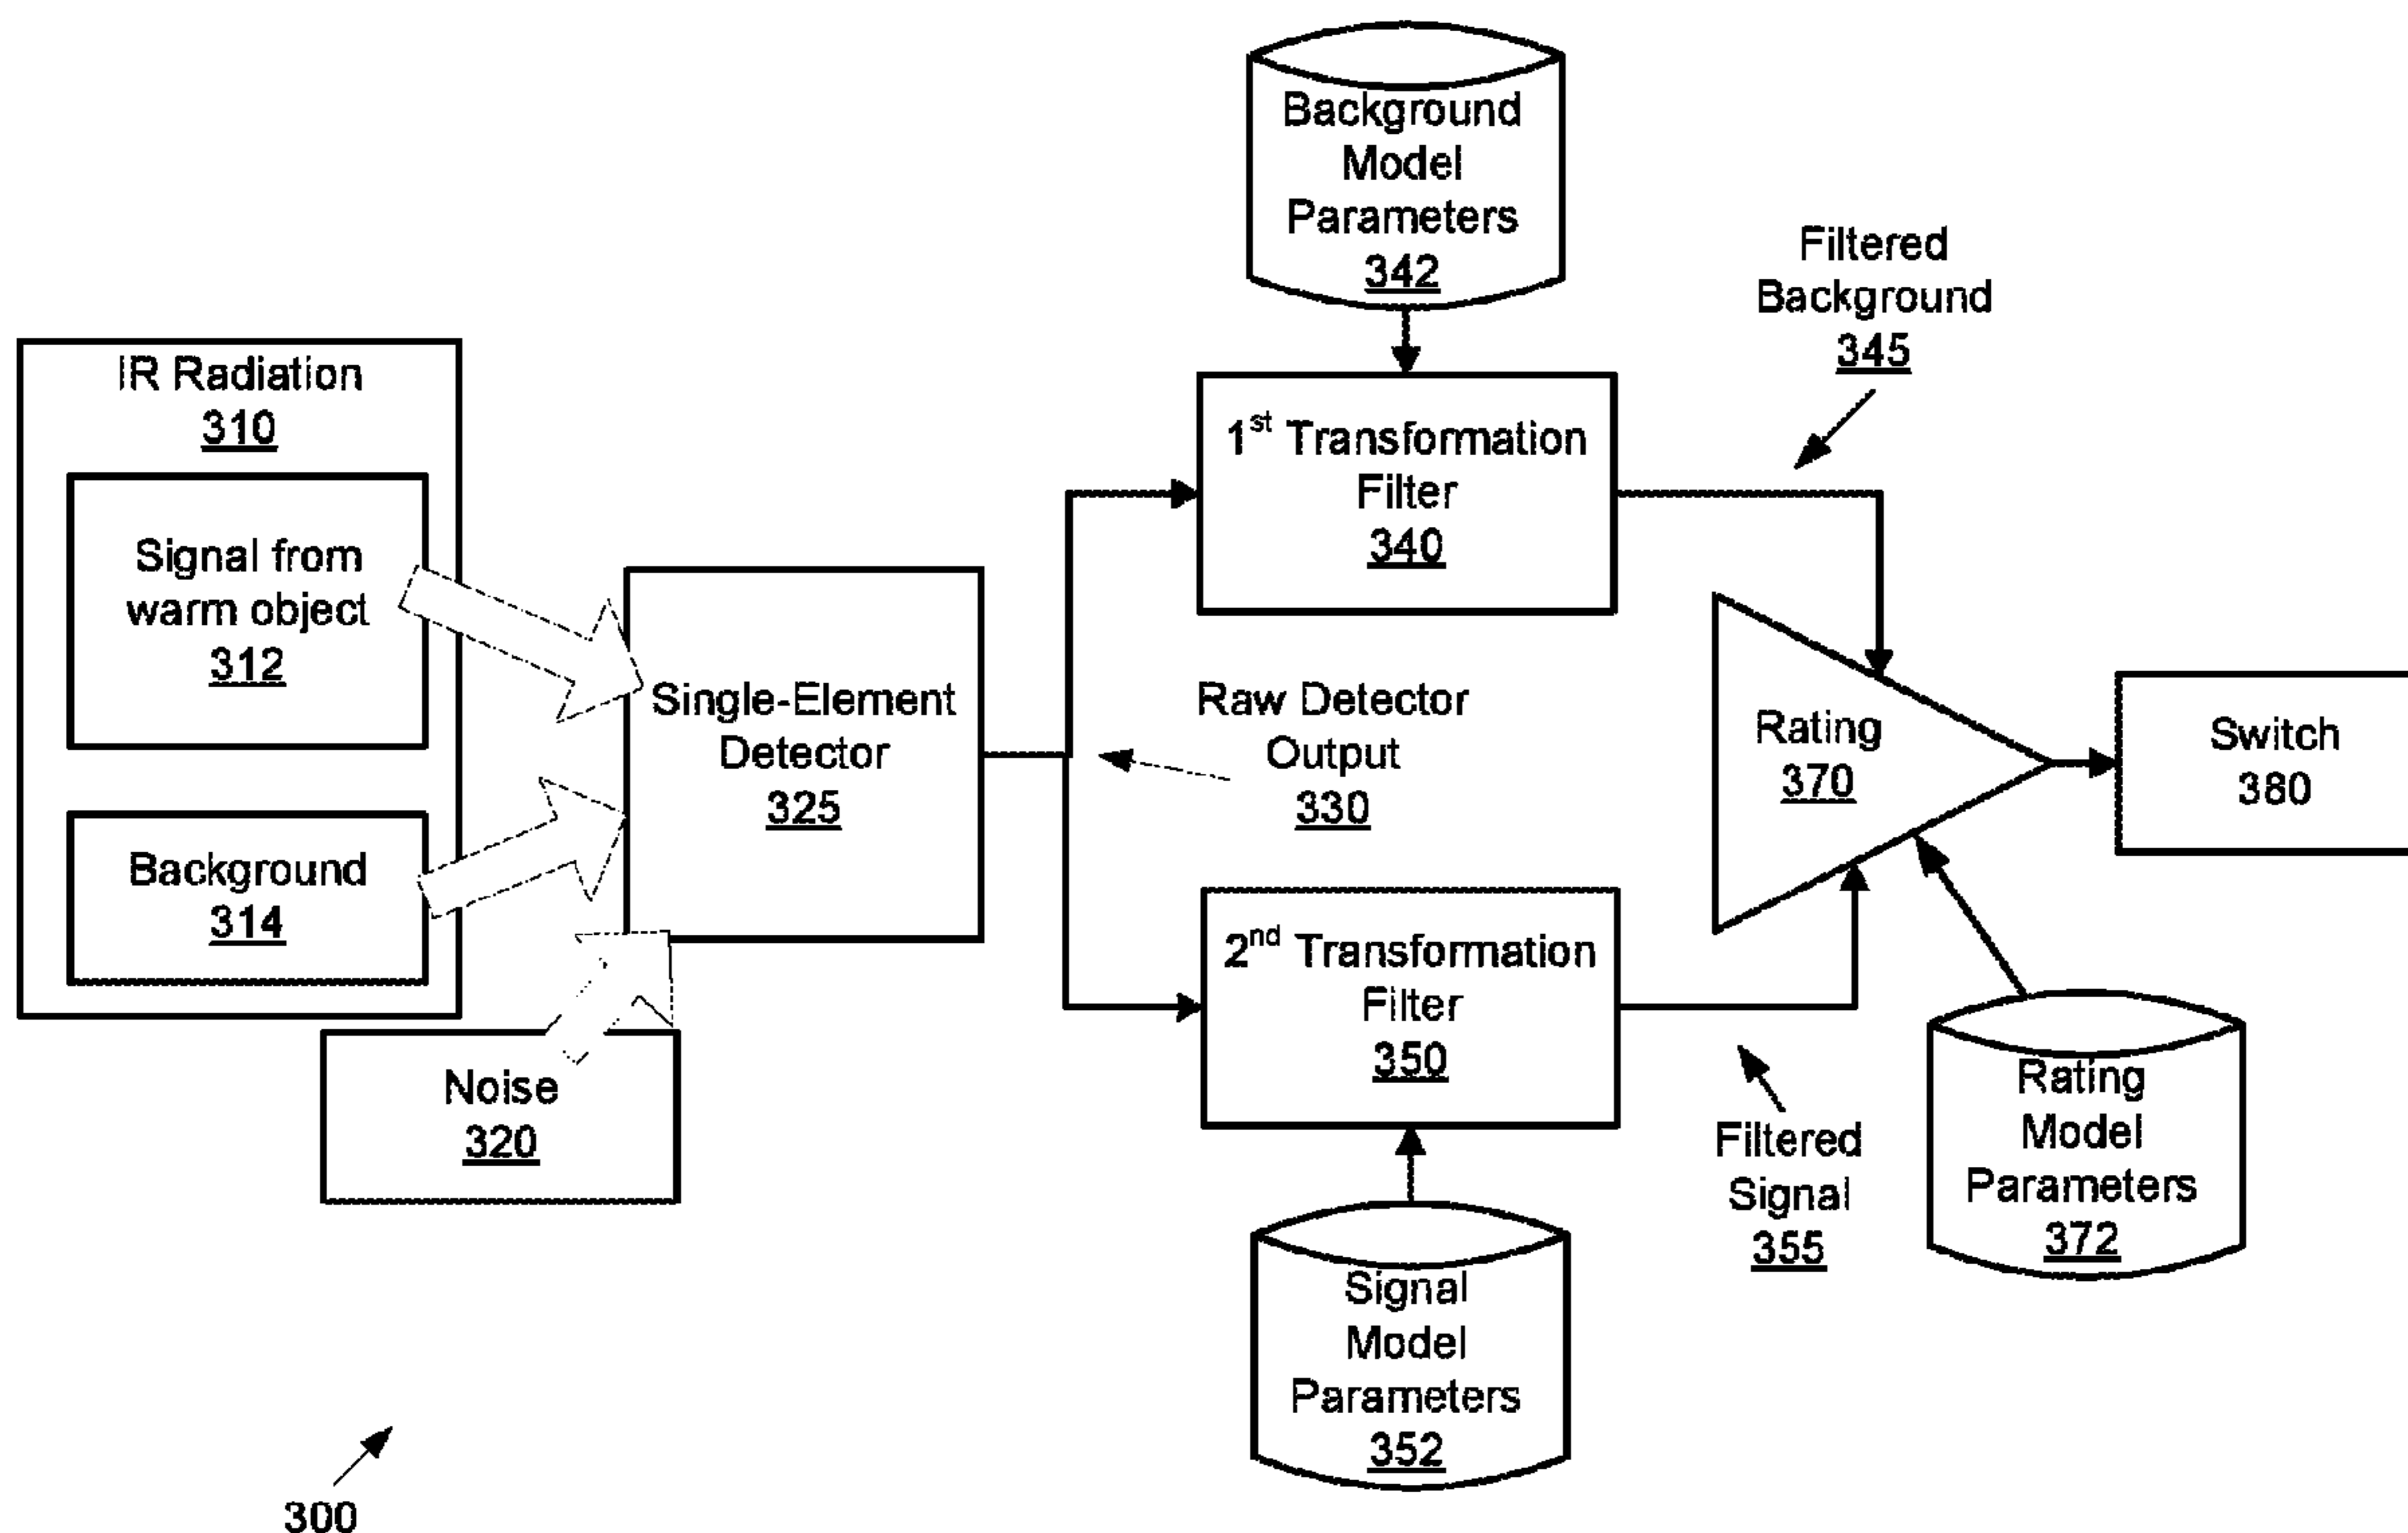 Background
Model
Parameters
342
Filtered
Background
345
IR Radiation
310
1st Transformation
Filter
340
Signal from
warm object
312
Single-Element
Detector
325
Raw Detector
Output
330
Rating
370
Switch
380
Background
314
2nd Transformation
Filter
350
Noise
320
Filtered
Signal
355
Rating
Model
Parameters
372
Signal
Model
Parameters
352
300